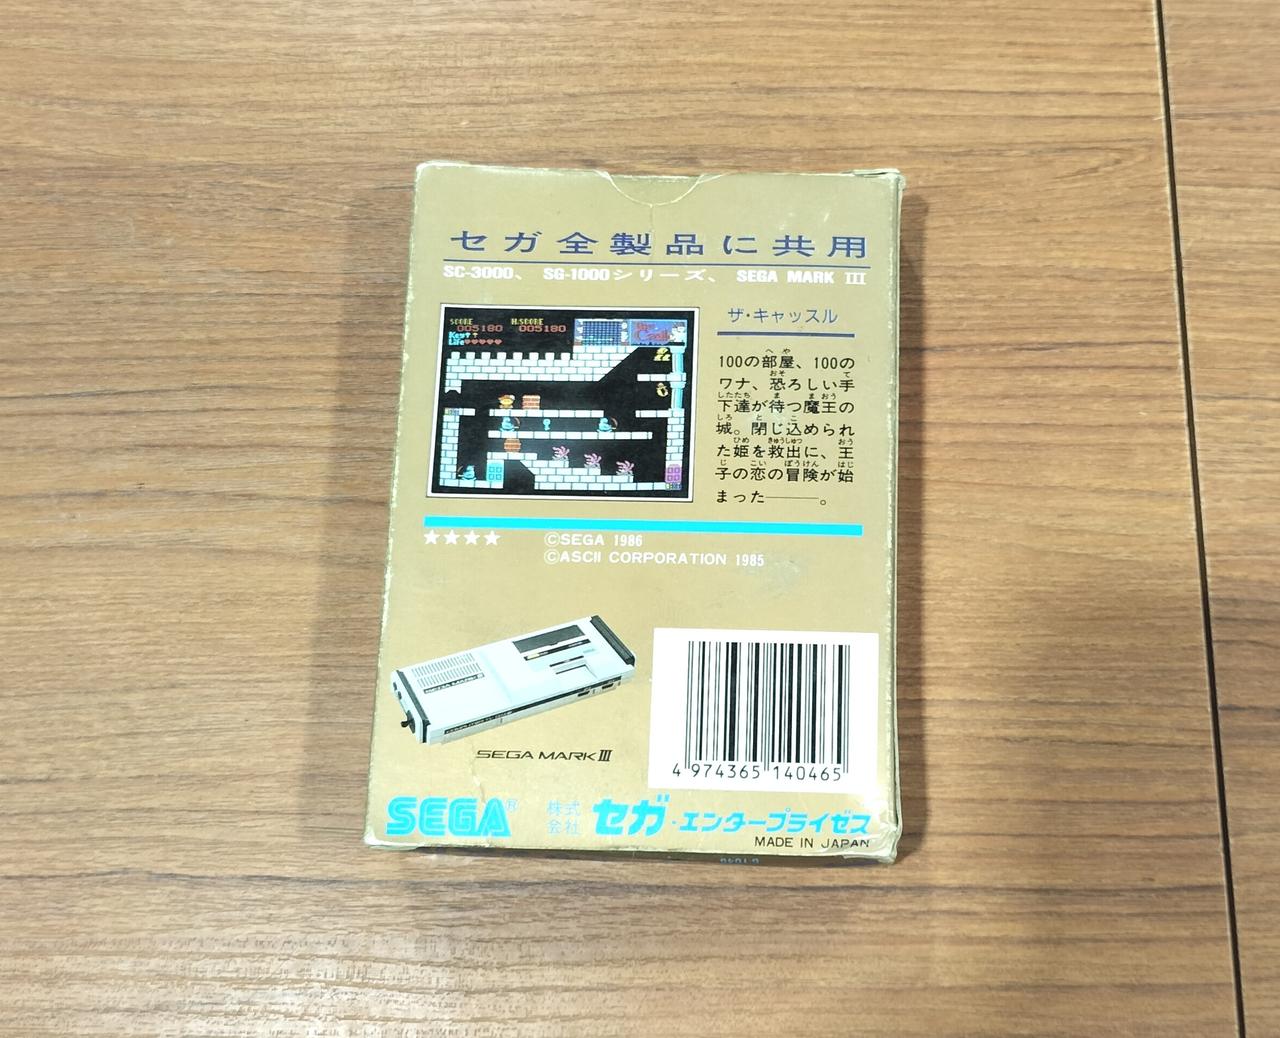 セガ全製品に共用
SC-3000、SG-1000シリーズ、SEGA MARK III
SCORE H.SCORE
005180 005180
Key
Life
The Castle
ザ・キャッスル
100の部屋、100の
ワナ、恐ろしい手
下達が待つ魔王の
城。閉じ込められ
た姫を救出に、王
子の恋の冒険が始
まった――。
★★★★ ©SEGA 1986
©ASCII CORPORATION 1985
SEGA MARK III
4 974365 140465
SEGA® 株式会社 セガ・エンタープライゼス
MADE IN JAPAN